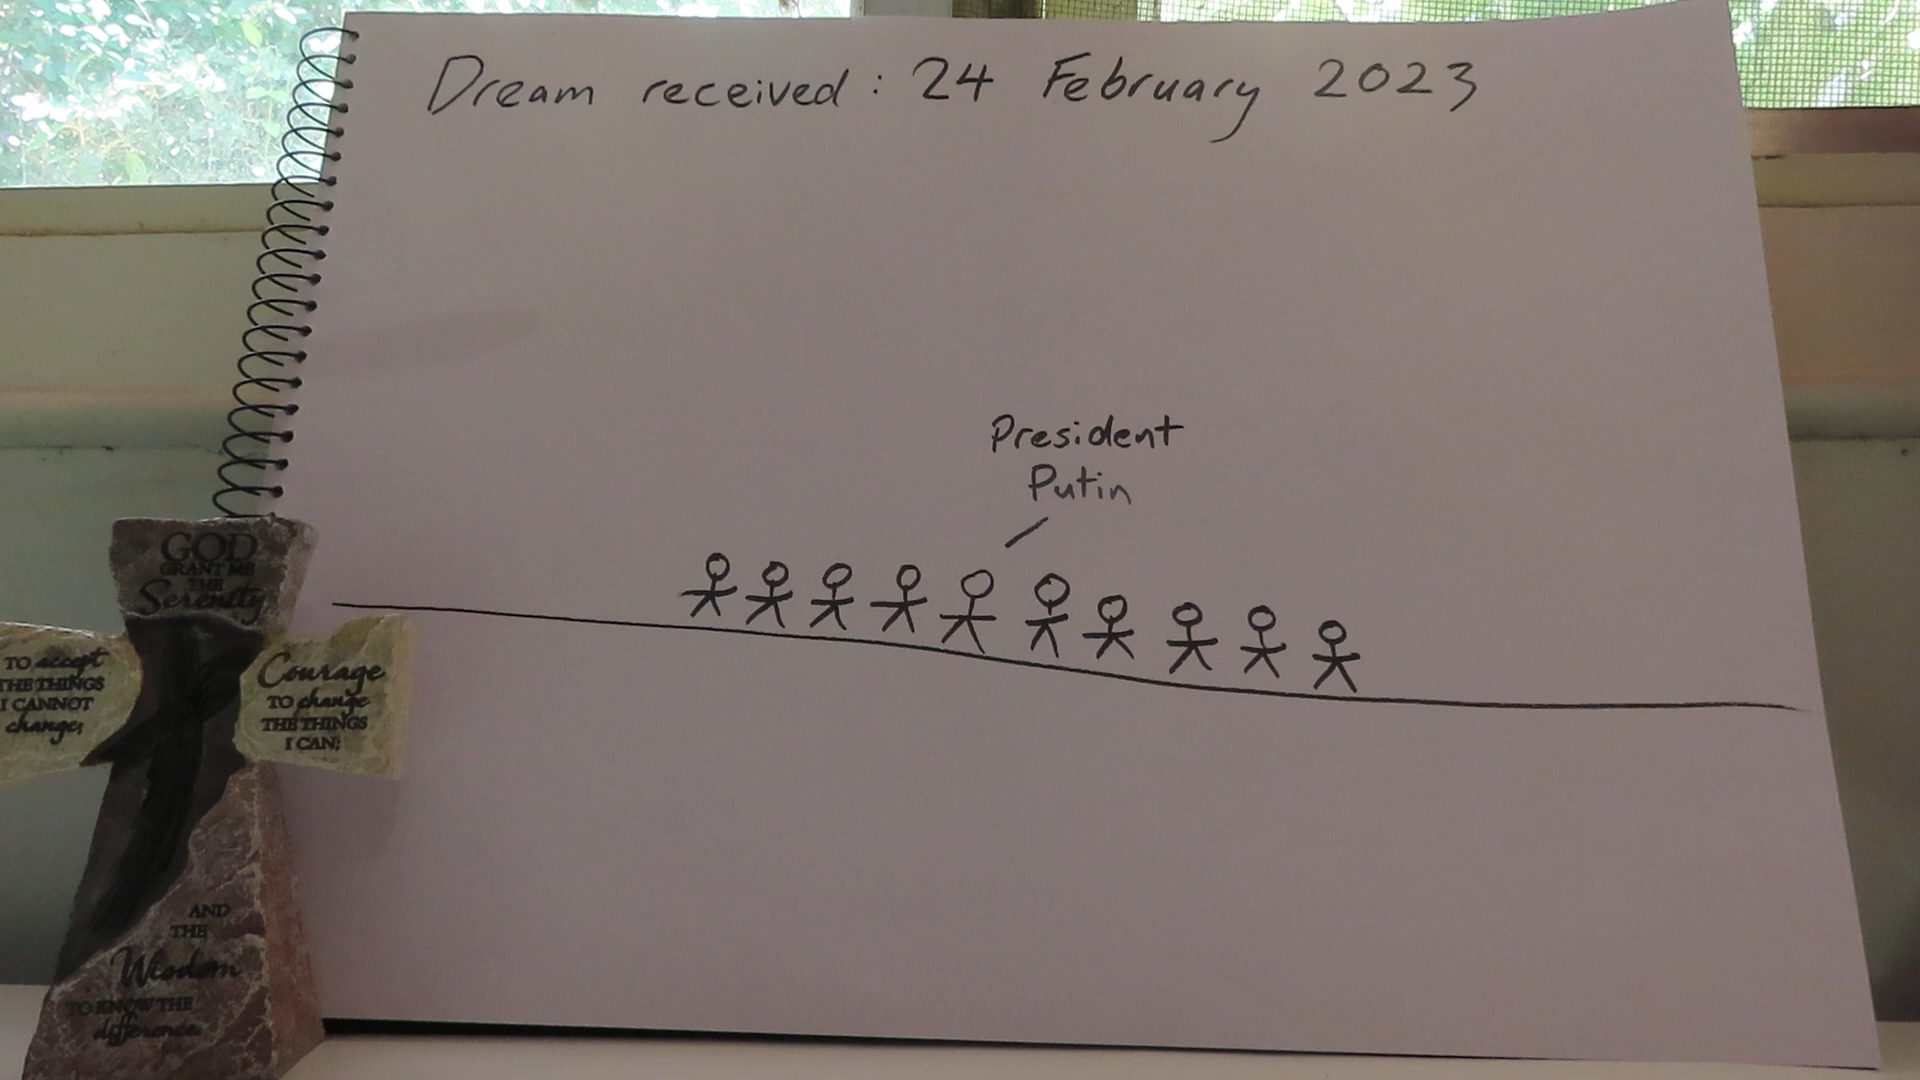 Dream received: 24 February 2023
President
Putin
GOD
GRANT ME
THE
Serenity
TO accept
THE THINGS
I CANNOT
change;
Courage
TO change
THE THINGS
I CAN;
AND
THE
Wisdom
TO KNOW THE
difference.